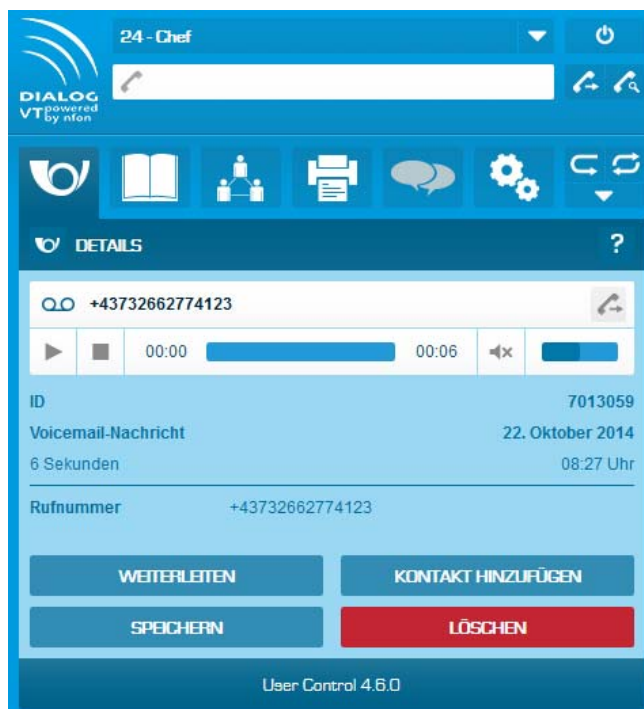 24 - Chef
DIALOG
VT powered
by nfon
DETAILS
?
+43732662774123
00:00
00:06
ID
7013059
Voicemail-Nachricht
22. Oktober 2014
6 Sekunden
08:27 Uhr
Rufnummer
+43732662774123
WEITERLEITEN
KONTAKT HINZUFÜGEN
SPEICHERN
LÖSCHEN
User Control 4.6.0